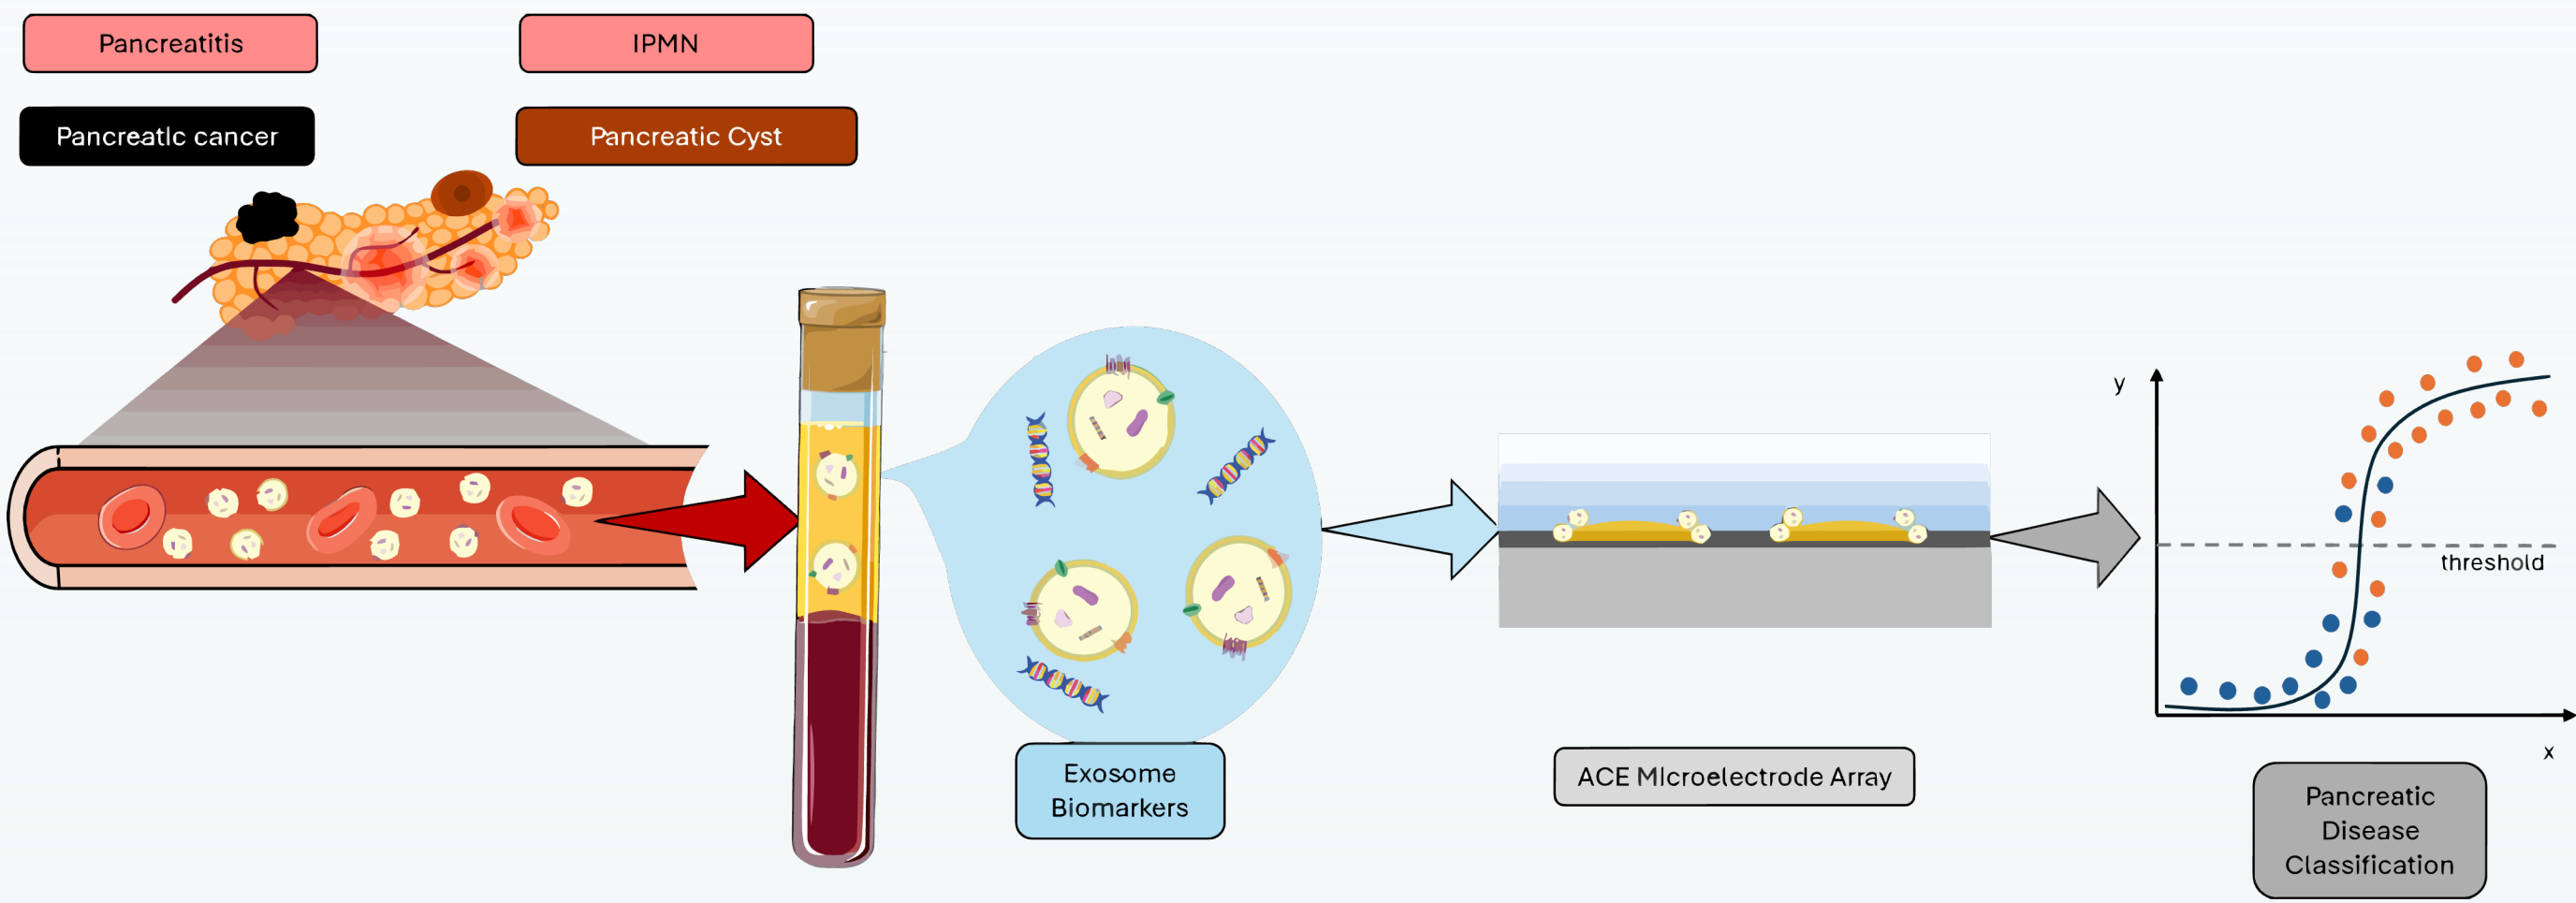 Pancreatitis
IPMN
Pancreatic cancer
Pancreatic Cyst
y
threshold
x
Exosome
Biomarkers
ACE Microelectrode Array
Pancreatic
Disease
Classification